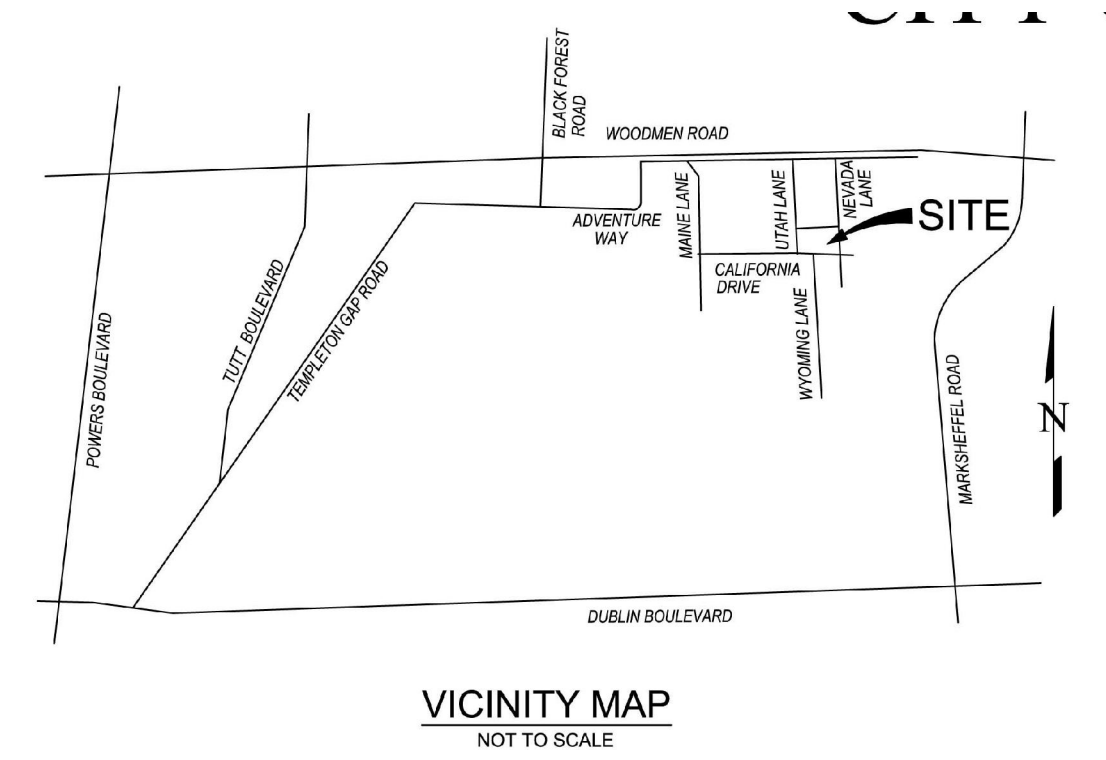 BLACK FOREST
ROAD
WOODMEN ROAD
ADVENTURE
WAY
MAINE LANE
UTAH LANE
NEVADA
LANE
SITE
CALIFORNIA
DRIVE
WYOMING LANE
TUTT BOULEVARD
TEMPLETON GAP ROAD
POWERS BOULEVARD
MARKSHEFFEL ROAD
N
DUBLIN BOULEVARD
VICINITY MAP
NOT TO SCALE